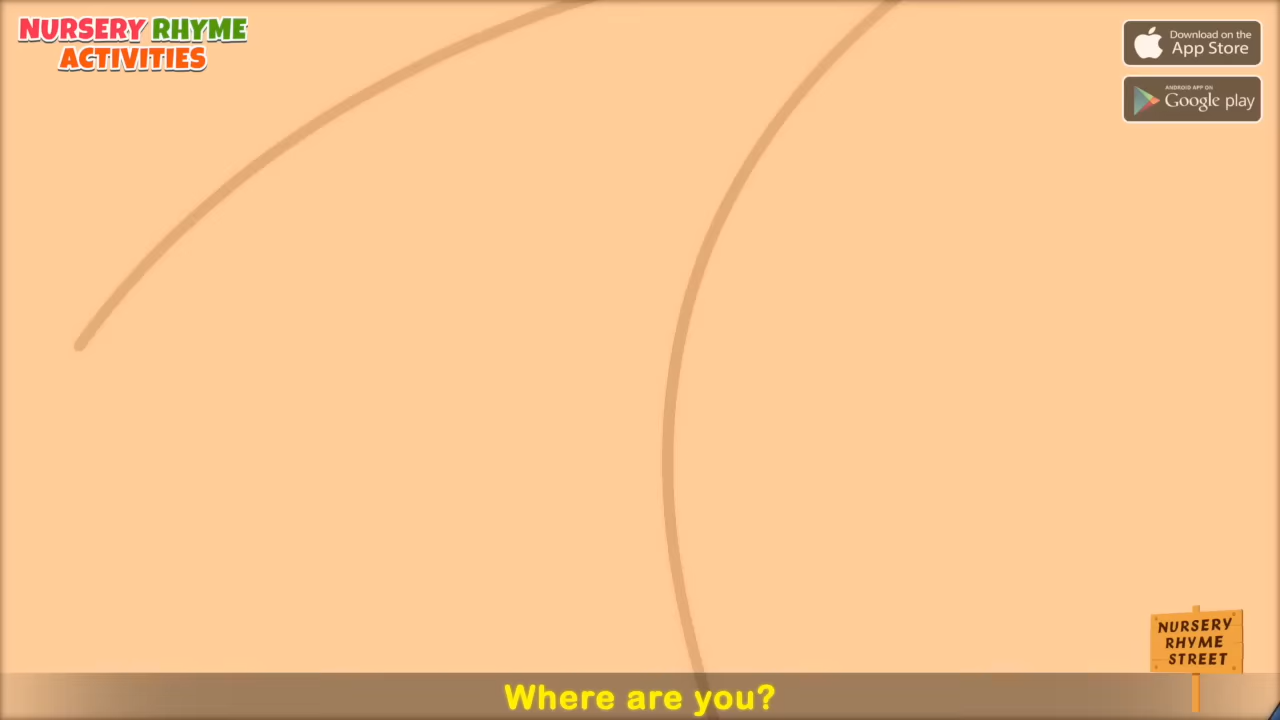 NURSERY RHYME
ACTIVITIES
Download on the
App Store
ANDROID APP ON
Google play
NURSERY
RHYME
STREET
Where are you?